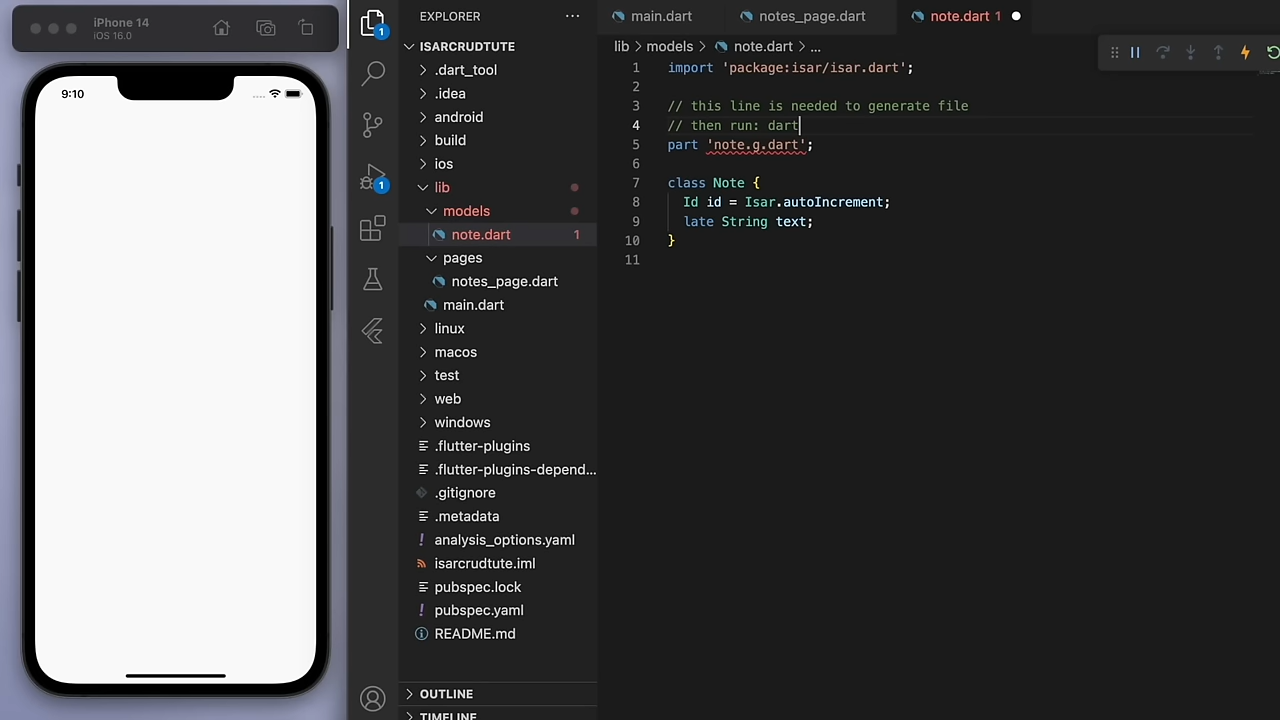 iPhone 14
iOS 16.0
9:10
1
1
EXPLORER
ISARCRUDTUTE
.dart_tool
.idea
android
build
ios
lib
models
note.dart 1
pages
notes_page.dart
main.dart
linux
macos
test
web
windows
.flutter-plugins
.flutter-plugins-depend...
.gitignore
.metadata
analysis_options.yaml
isarcrudtute.iml
pubspec.lock
pubspec.yaml
README.md
OUTLINE
TIMELINE
main.dart
notes_page.dart
note.dart 1
lib > models > note.dart > ...
1 import 'package:isar/isar.dart';
2
3 // this line is needed to generate file
4 // then run: dart
5 part 'note.g.dart';
6
7 class Note {
8 Id id = Isar.autoIncrement;
9 late String text;
10 }
11